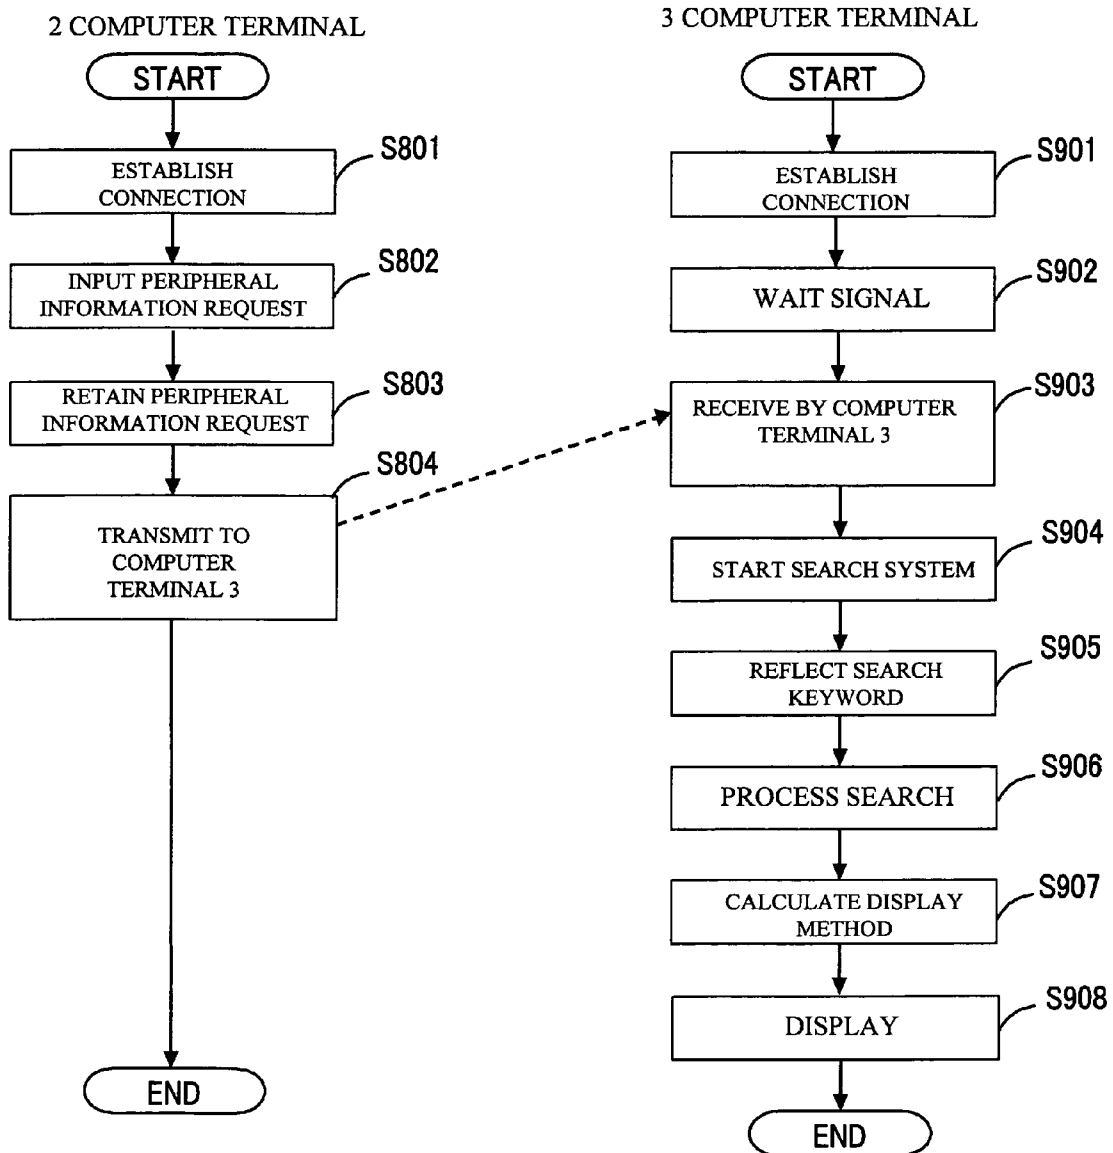 2 COMPUTER TERMINAL
START
S801
ESTABLISH
CONNECTION
S802
INPUT PERIPHERAL
INFORMATION REQUEST
S803
RETAIN PERIPHERAL
INFORMATION REQUEST
S804
TRANSMIT TO
COMPUTER
TERMINAL 3
END
3 COMPUTER TERMINAL
START
S901
ESTABLISH
CONNECTION
S902
WAIT SIGNAL
S903
RECEIVE BY COMPUTER
TERMINAL 3
S904
START SEARCH SYSTEM
S905
REFLECT SEARCH
KEYWORD
S906
PROCESS SEARCH
S907
CALCULATE DISPLAY
METHOD
S908
DISPLAY
END